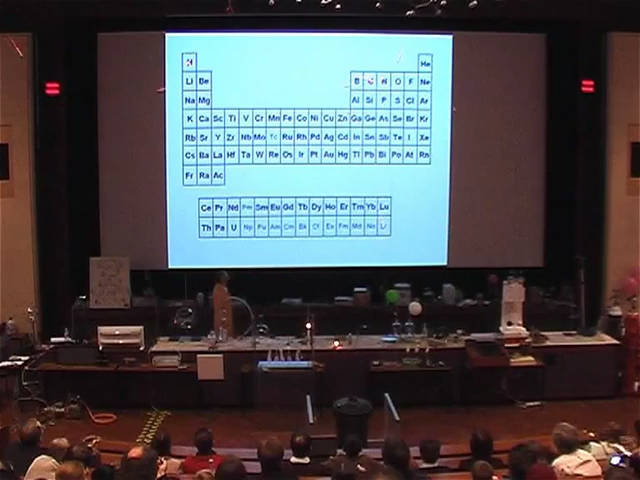 H He
Li Be B C N O F Ne
Na Mg Al Si P S Cl Ar
K Ca Sc Ti V Cr Mn Fe Co Ni Cu Zn Ga Ge As Se Br Kr
Rb Sr Y Zr Nb Mo Tc Ru Rh Pd Ag Cd In Sn Sb Te I Xe
Cs Ba La Hf Ta W Re Os Ir Pt Au Hg Tl Pb Bi Po At Rn
Fr Ra Ac
Ce Pr Nd Pm Sm Eu Gd Tb Dy Ho Er Tm Yb Lu
Th Pa U Np Pu Am Cm Bk Cf Es Fm Md No Lr